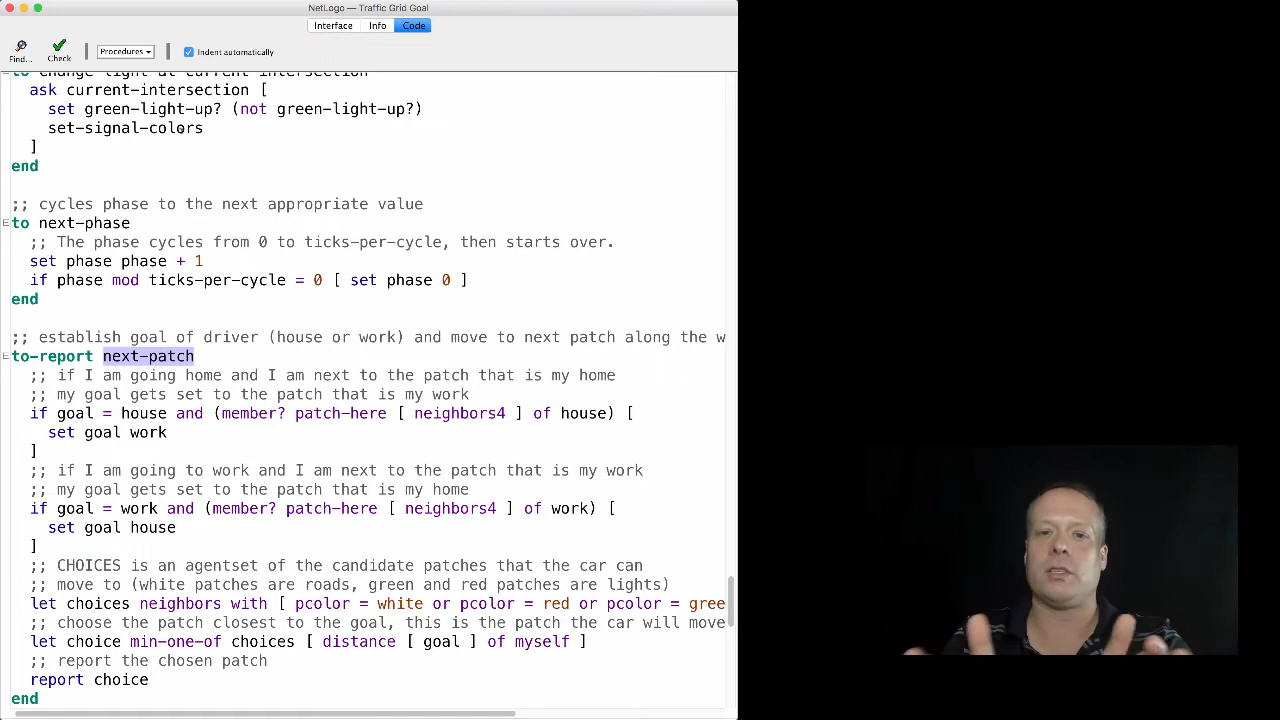 NetLogo — Traffic Grid Goal
Interface Info Code
Find... Check Procedures Indent automatically
to change-light-at-current-intersection
ask current-intersection [
set green-light-up? (not green-light-up?)
set-signal-colors
]
end
;; cycles phase to the next appropriate value
to next-phase
;; The phase cycles from 0 to ticks-per-cycle, then starts over.
set phase phase + 1
if phase mod ticks-per-cycle = 0 [ set phase 0 ]
end
;; establish goal of driver (house or work) and move to next patch along the w
to-report next-patch
;; if I am going home and I am next to the patch that is my home
;; my goal gets set to the patch that is my work
if goal = house and (member? patch-here [ neighbors4 ] of house) [
set goal work
]
;; if I am going to work and I am next to the patch that is my work
;; my goal gets set to the patch that is my home
if goal = work and (member? patch-here [ neighbors4 ] of work) [
set goal house
]
;; CHOICES is an agentset of the candidate patches that the car can
;; move to (white patches are roads, green and red patches are lights)
let choices neighbors with [ pcolor = white or pcolor = red or pcolor = gree
;; choose the patch closest to the goal, this is the patch the car will move
let choice min-one-of choices [ distance [ goal ] of myself ]
;; report the chosen patch
report choice
end